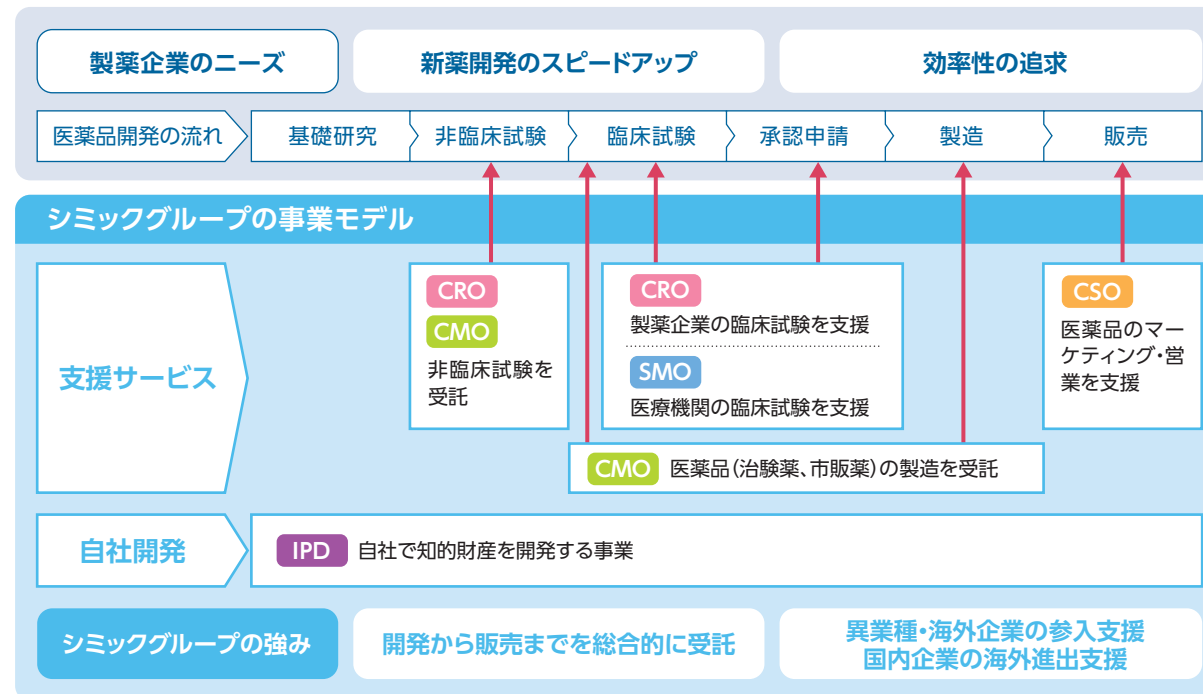 製薬企業のニーズ
新薬開発のスピードアップ
効率性の追求
医薬品開発の流れ
基礎研究
非臨床試験
臨床試験
承認申請
製造
販売
シミックグループの事業モデル
支援サービス
CRO
CMO
非臨床試験を
受託
CRO
製薬企業の臨床試験を支援
SMO
医療機関の臨床試験を支援
CSO
医薬品のマー
ケティング・営
業を支援
CMO 医薬品(治験薬、市販薬)の製造を受託
自社開発
IPD 自社で知的財産を開発する事業
シミックグループの強み
開発から販売までを総合的に受託
異業種・海外企業の参入支援
国内企業の海外進出支援